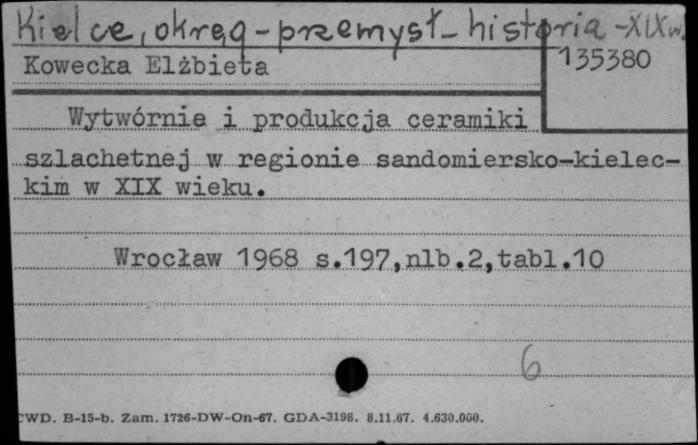 Kielce, okręg - przemysł - historia - XIX w.
Kowecka Elżbieta
135380
Wytwórnie i produkcja ceramiki
szlachetnej w regionie sandomiersko-kielec-
kim w XIX wieku.
Wrocław 1968 s.197,nlb.2,tabl.10
6
CWD. B-15-b. Zam. 1726-DW-On-67. GDA-3198. 8.11.67. 4.630.000.